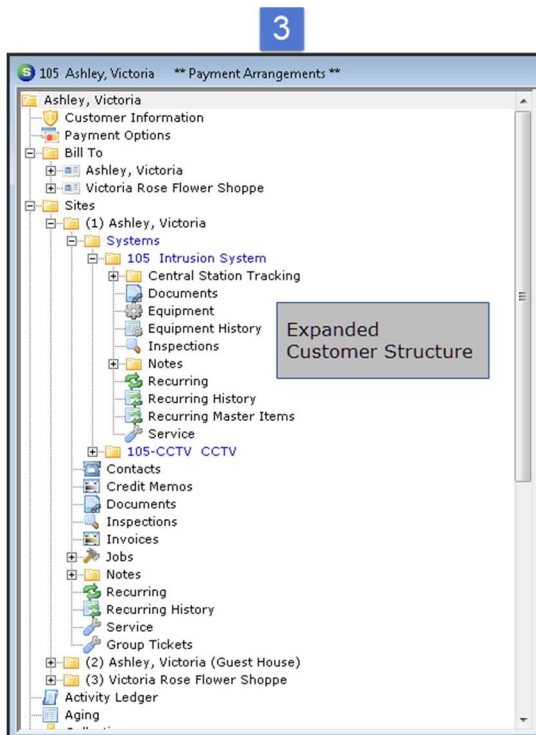 3
S 105 Ashley, Victoria ** Payment Arrangements **
Ashley, Victoria
Customer Information
Payment Options
Bill To
Ashley, Victoria
Victoria Rose Flower Shoppe
Sites
(1) Ashley, Victoria
Systems
105 Intrusion System
Central Station Tracking
Documents
Equipment
Equipment History
Inspections
Notes
Recurring
Recurring History
Recurring Master Items
Service
Expanded
Customer Structure
105-CCTV CCTV
Contacts
Credit Memos
Documents
Inspections
Invoices
Jobs
Notes
Recurring
Recurring History
Service
Group Tickets
(2) Ashley, Victoria (Guest House)
(3) Victoria Rose Flower Shoppe
Activity Ledger
Aging